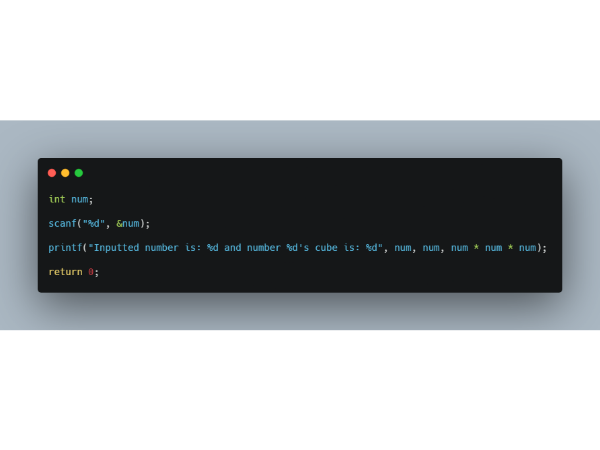 int num;
scanf("%d", &num);
printf("Inputted number is: %d and number %d's cube is: %d", num, num, num * num * num);
return 0;